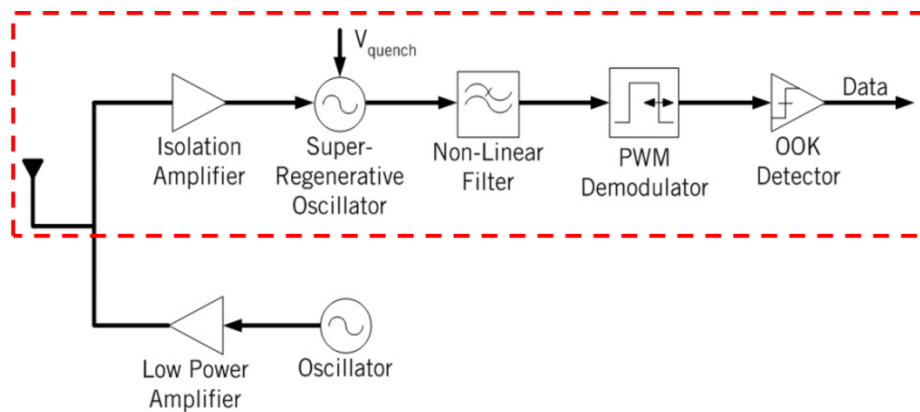 V quench
Isolation
Amplifier
Super-
Regenerative
Oscillator
Non-Linear
Filter
PWM
Demodulator
OOK
Detector
Data
Low Power
Amplifier
Oscillator